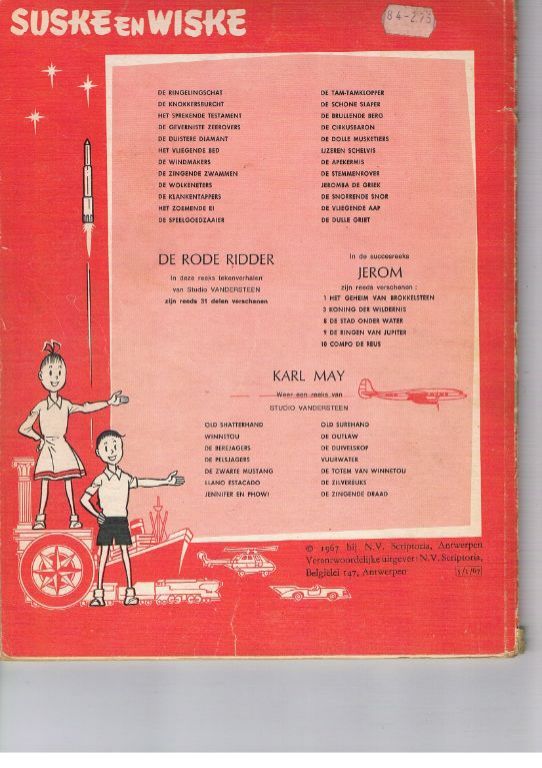 SUSKE EN WISKE
84-275
DE RINGELINGSCHAT
DE KNOKKERSBURCHT
HET SPREKENDE TESTAMENT
DE GEVERNISTE ZEEROVERS
DE DUISTERE DIAMANT
HET VLIEGENDE BED
DE WINDMAKERS
DE ZINGENDE ZWAMMEN
DE WOLKENETERS
DE KLANKENTAPPERS
HET ZOEMENDE EI
DE SPEELGOEDZAAIER
DE TAM-TAMKLOPPER
DE SCHONE SLAPER
DE BRULLENDE BERG
DE CIRKUSBARON
DE DOLLE MUSKETIERS
IJZEREN SCHELVIS
DE APEKERMIS
DE STEMMENROVER
JEROMBA DE GRIEK
DE SNORRENDE SNOR
DE VLIEGENDE AAP
DE DULLE GRIET
DE RODE RIDDER
In deze reeks tekenverhalen
van Studio VANDERSTEEN
zijn reeds 31 delen verschenen
In de succesreeks
JEROM
zijn reeds verschenen :
1 HET GEHEIM VAN BROKKELSTEEN
3 KONING DER WILDERNIS
8 DE STAD ONDER WATER
9 DE RINGEN VAN JUPITER
10 COMPO DE REUS
KARL MAY
Weer een reeks van
STUDIO VANDERSTEEN
OLD SHATTERHAND
WINNETOU
DE BEREJAGERS
DE PELSJAGERS
DE ZWARTE MUSTANG
LLANO ESTACADO
JENNIFER EN PHOWI
OLD SUREHAND
DE OUTLAW
DE DUIVELSKOP
VUURWATER
DE TOTEM VAN WINNETOU
DE ZILVERBUKS
DE ZINGENDE DRAAD
© 1967 bij N.V. Scriptoria, Antwerpen
Verantwoordelijke uitgever: N.V. Scriptoria,
Belgiëlei 147, Antwerpen